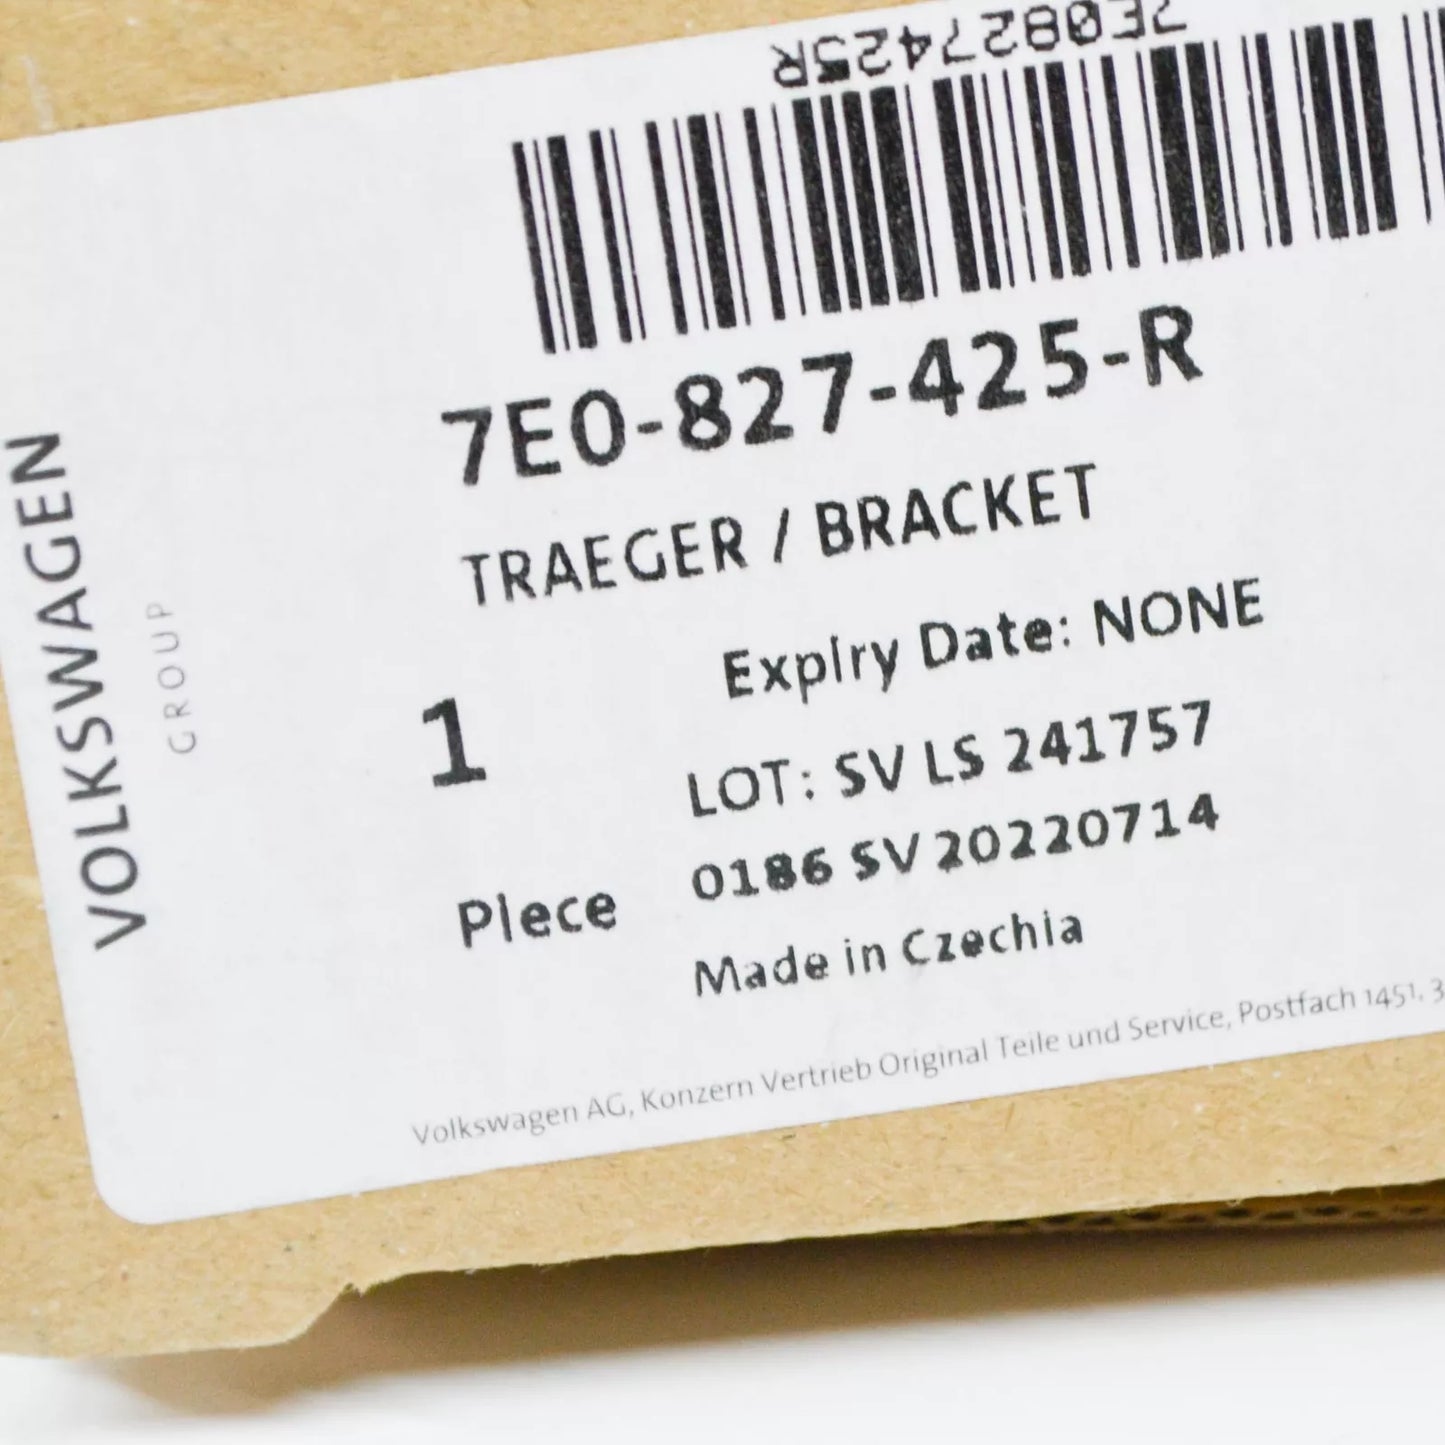 7E0827425R
7E0-827-425-R
TRAEGER / BRACKET
Expiry Date: NONE
1
LOT: SV LS 241757
0186 SV 20220714
Piece
Made in Czechia
Volkswagen AG, Konzern Vertrieb Original Teile und Service, Postfach 1451, 3
VOLKSWAGEN
GROUP